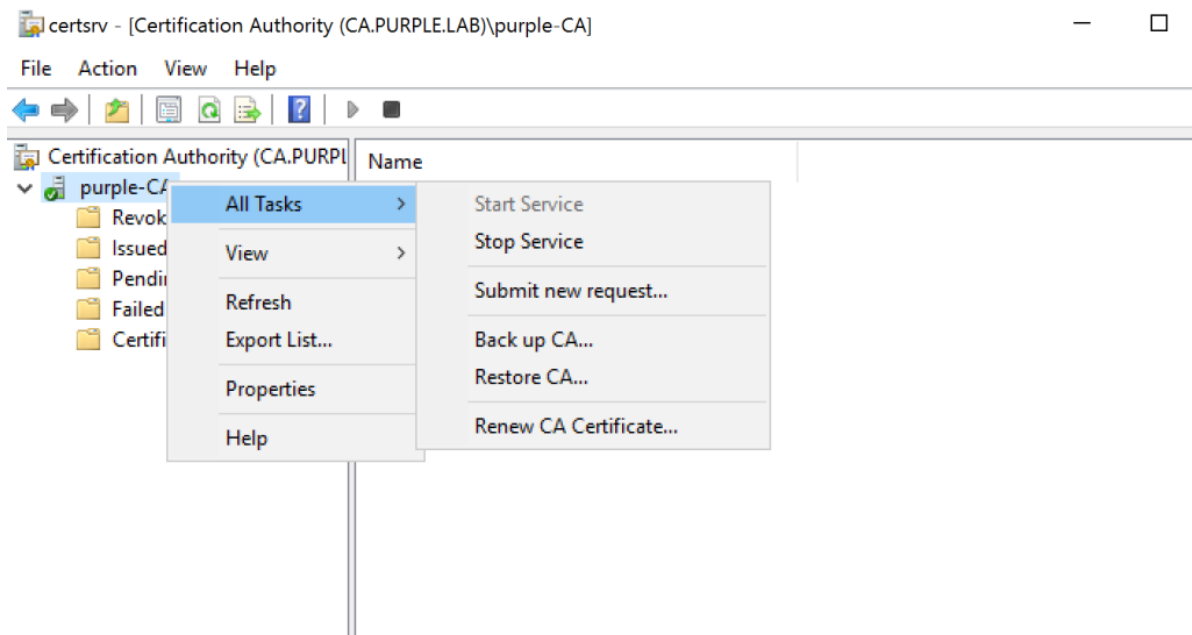 certsrv - [Certification Authority (CA.PURPLE.LAB)\purple-CA]
File Action View Help
Certification Authority (CA.PURPL
Name
purple-CA
Revok
Issued
Pendin
Failed
Certifi
All Tasks
View
Refresh
Export List...
Properties
Help
Start Service
Stop Service
Submit new request...
Back up CA...
Restore CA...
Renew CA Certificate...